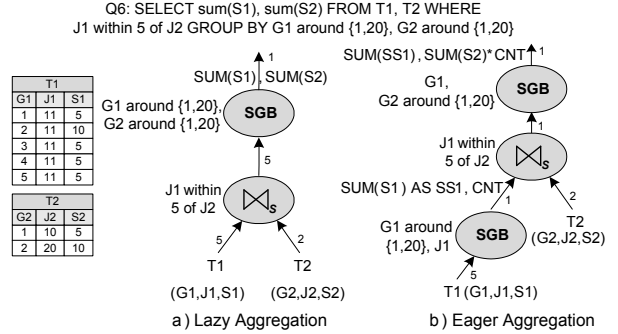 Q6: SELECT sum(S1), sum(S2) FROM T1, T2 WHERE
J1 within 5 of J2 GROUP BY G1 around {1,20}, G2 around {1,20}
T1
G1 J1 S1
1 11 5
2 11 10
3 11 5
4 11 5
5 11 5
T2
G2 J2 S2
1 10 5
2 20 10
1
SUM(S1), SUM(S2)
G1 around {1,20},
G2 around {1,20}
SGB
5
J1 within
5 of J2
⋈S
5
2
T1
T2
(G1,J1,S1)
(G2,J2,S2)
a) Lazy Aggregation
SUM(SS1), SUM(S2)* CNT
1
G1,
G2 around {1,20}
SGB
1
J1 within
5 of J2
⋈S
SUM(S1) AS SS1, CNT
1
2
G1 around
{1,20}, J1
SGB
T2
(G2,J2,S2)
5
T1 (G1,J1,S1)
b) Eager Aggregation